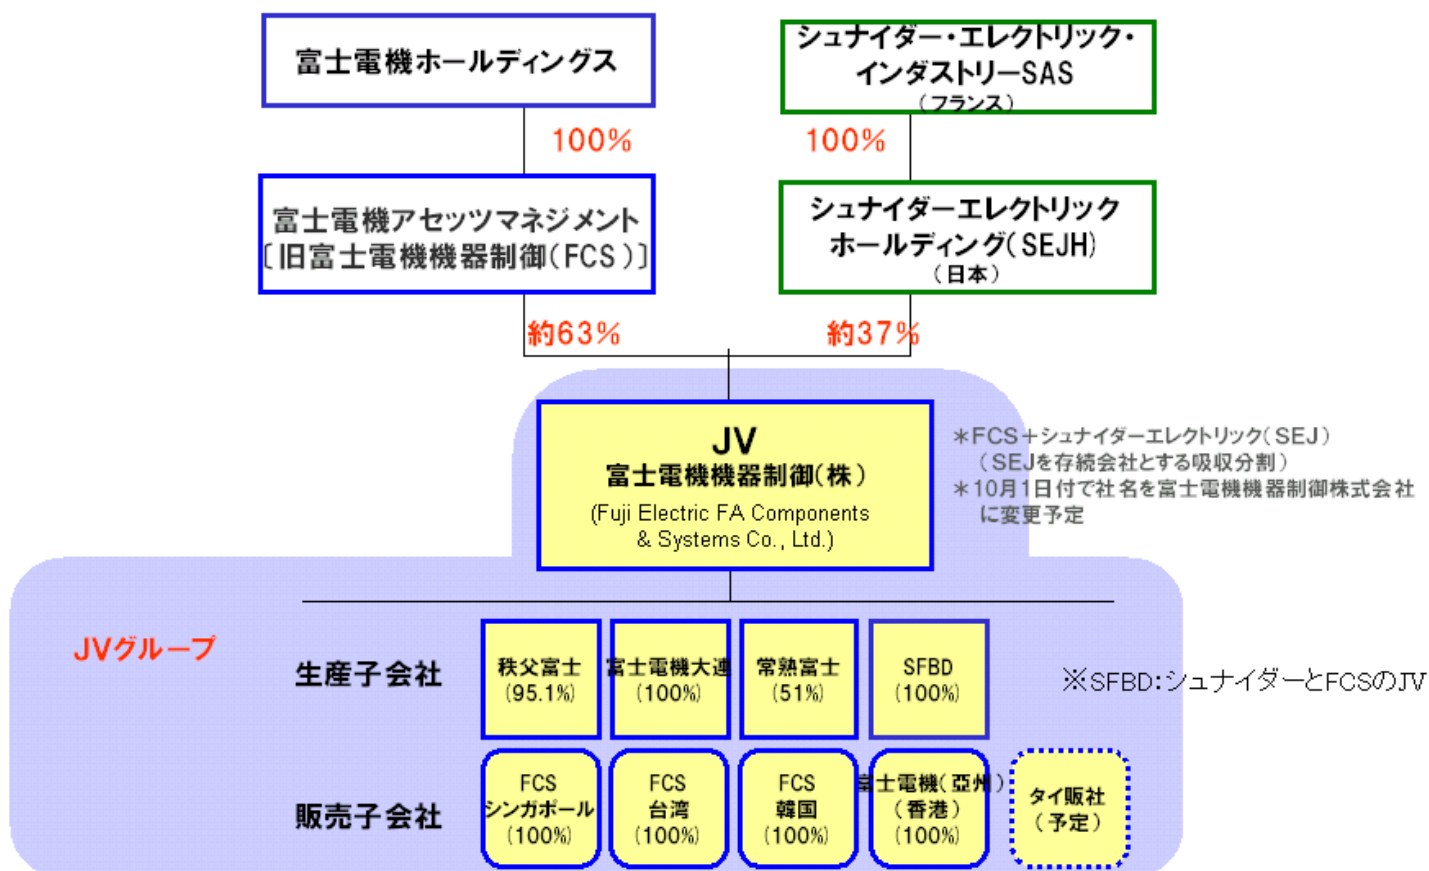 富士電機ホールディングス
シュナイダー・エレクトリック・
インダストリーSAS
(フランス)
100%
100%
富士電機アセッツマネジメント
〔旧富士電機機器制御(FCS)〕
シュナイダーエレクトリック
ホールディング(SEJH)
(日本)
約63%
約37%
JV
富士電機機器制御(株)
(Fuji Electric FA Components
& Systems Co., Ltd.)
*FCS+シュナイダーエレクトリック(SEJ)
(SEJを存続会社とする吸収分割)
*10月1日付で社名を富士電機機器制御株式会社
に変更予定
JVグループ
生産子会社
秩父富士
(95.1%)
富士電機大連
(100%)
常熟富士
(51%)
SFBD
(100%)
※SFBD:シュナイダーとFCSのJV
販売子会社
FCS
シンガポール
(100%)
FCS
台湾
(100%)
FCS
韓国
(100%)
富士電機(亞州)
(香港)
(100%)
タイ販社
(予定)